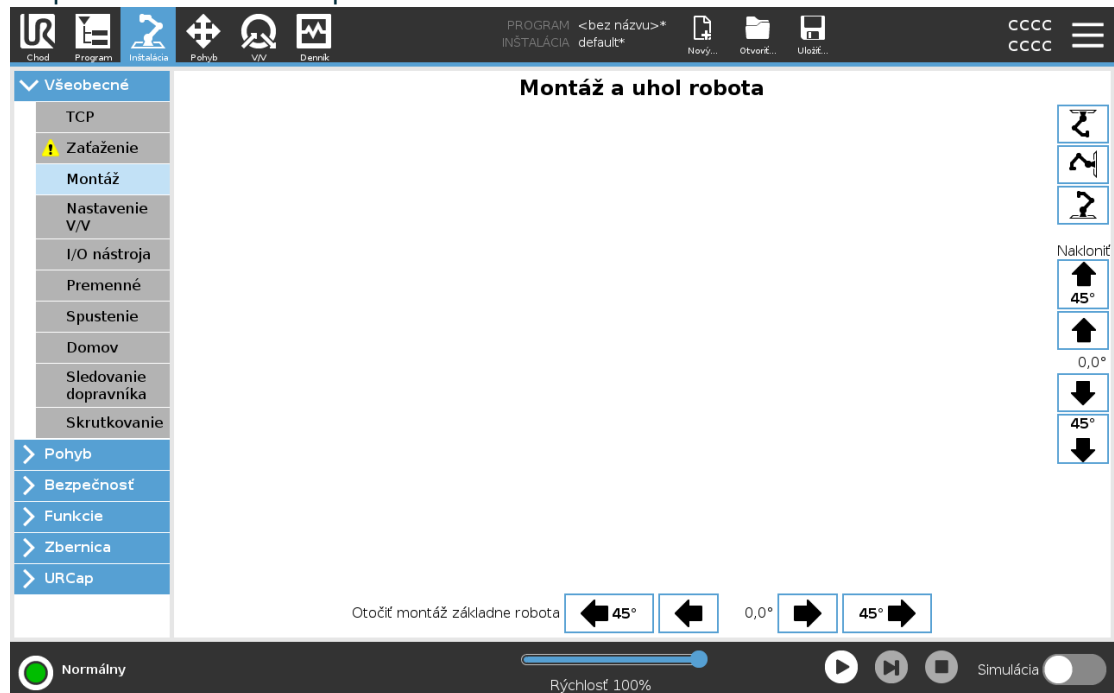 PROGRAM <bez názvu>*
INŠTALÁCIA default*
Chod Program Inštalácia Pohyb V/V Denník
Nový... Otvoriť... Uložiť...
CCCC
CCCC
Všeobecné
TCP
Zaťaženie
Montáž
Nastavenie
V/V
I/O nástroja
Premenné
Spustenie
Domov
Sledovanie
dopravníka
Skrutkovanie
Pohyb
Bezpečnosť
Funkcie
Zbernica
URCap
Montáž a uhol robota
Nakloniť
45°
0,0°
45°
Otočiť montáž základne robota 45° 0,0° 45°
Normálny
Rýchlosť 100%
Simulácia